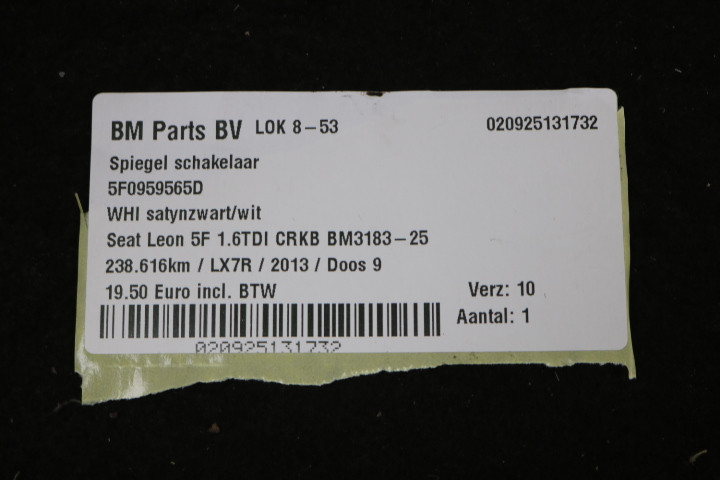 BM Parts BV LOK 8-53 020925131732
Spiegel schakelaar
5F0959565D
WHI satynzwart/wit
Seat Leon 5F 1.6TDI CRKB BM3183-25
238.616km / LX7R / 2013 / Doos 9
19.50 Euro incl. BTW Verz: 10
Aantal: 1
020925131732